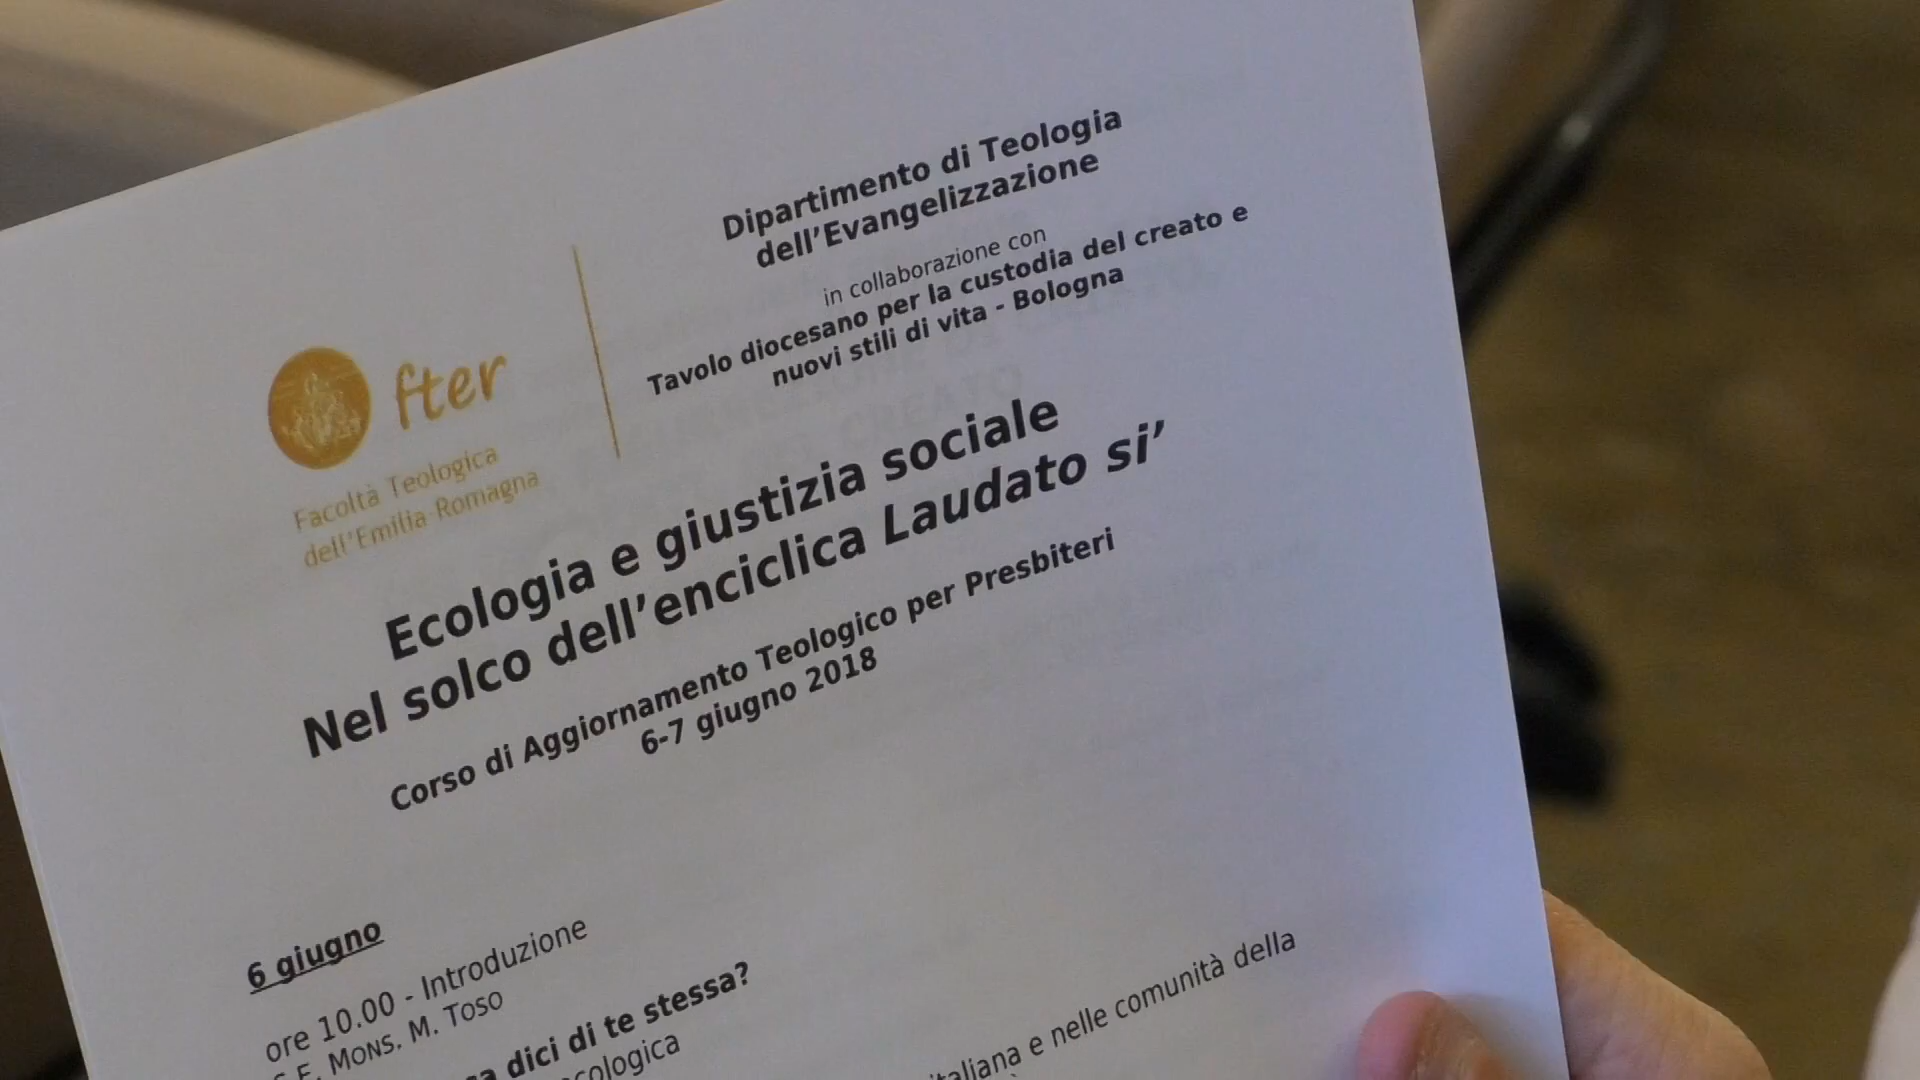 fter
Facoltà Teologica
dell'Emilia-Romagna
Dipartimento di Teologia
dell'Evangelizzazione
in collaborazione con
Tavolo diocesano per la custodia del creato e
nuovi stili di vita - Bologna
Ecologia e giustizia sociale
Nel solco dell'enciclica Laudato si'
Corso di Aggiornamento Teologico per Presbiteri
6-7 giugno 2018
6 giugno
ore 10.00 - Introduzione
S.E. MONS. M. TOSO
dici di te stessa?
italiana e nelle comunità della